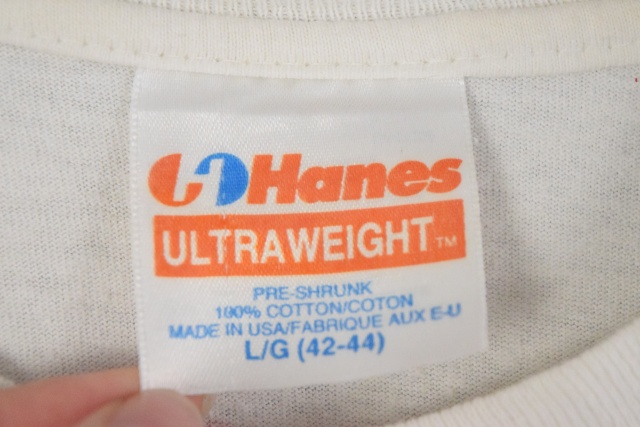 Hanes
ULTRAWEIGHT™
PRE-SHRUNK
100% COTTON/COTON
MADE IN USA/FABRIQUE AUX E-U
L/G (42-44)